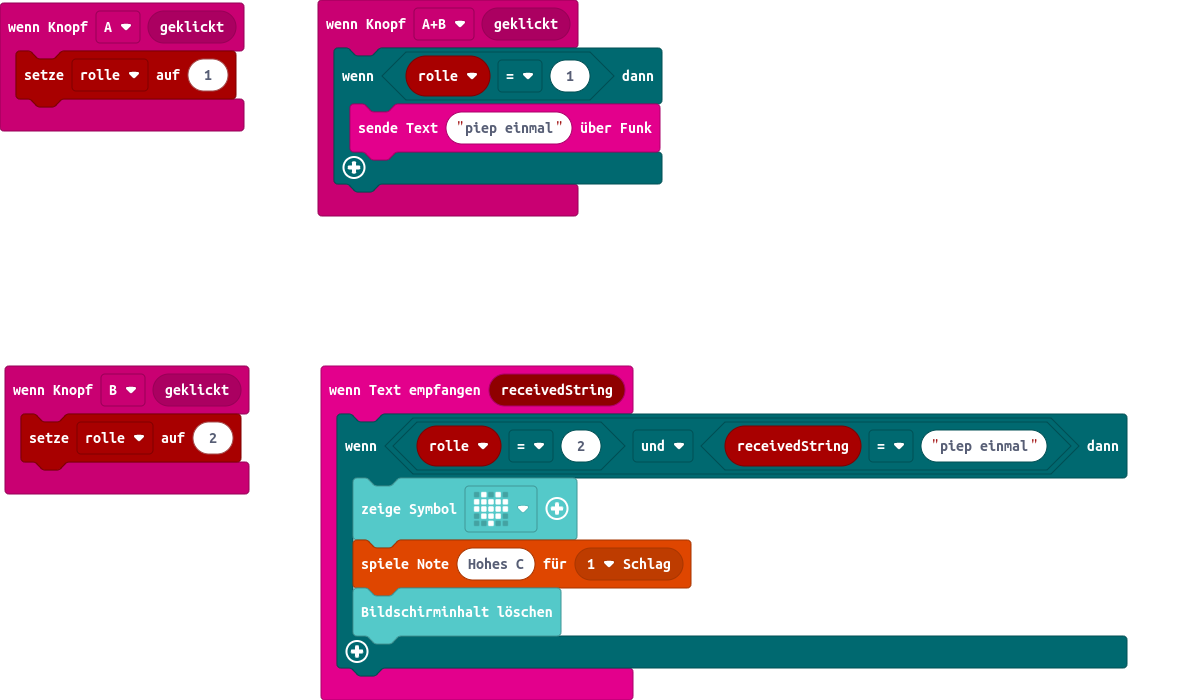 wenn Knopf A geklickt
setze rolle auf 1
wenn Knopf A+B geklickt
wenn rolle = 1 dann
sende Text "piep einmal" über Funk
wenn Knopf B geklickt
setze rolle auf 2
wenn Text empfangen receivedString
wenn rolle = 2 und receivedString = "piep einmal" dann
zeige Symbol
spiele Note Hohes C für 1 Schlag
Bildschirminhalt löschen